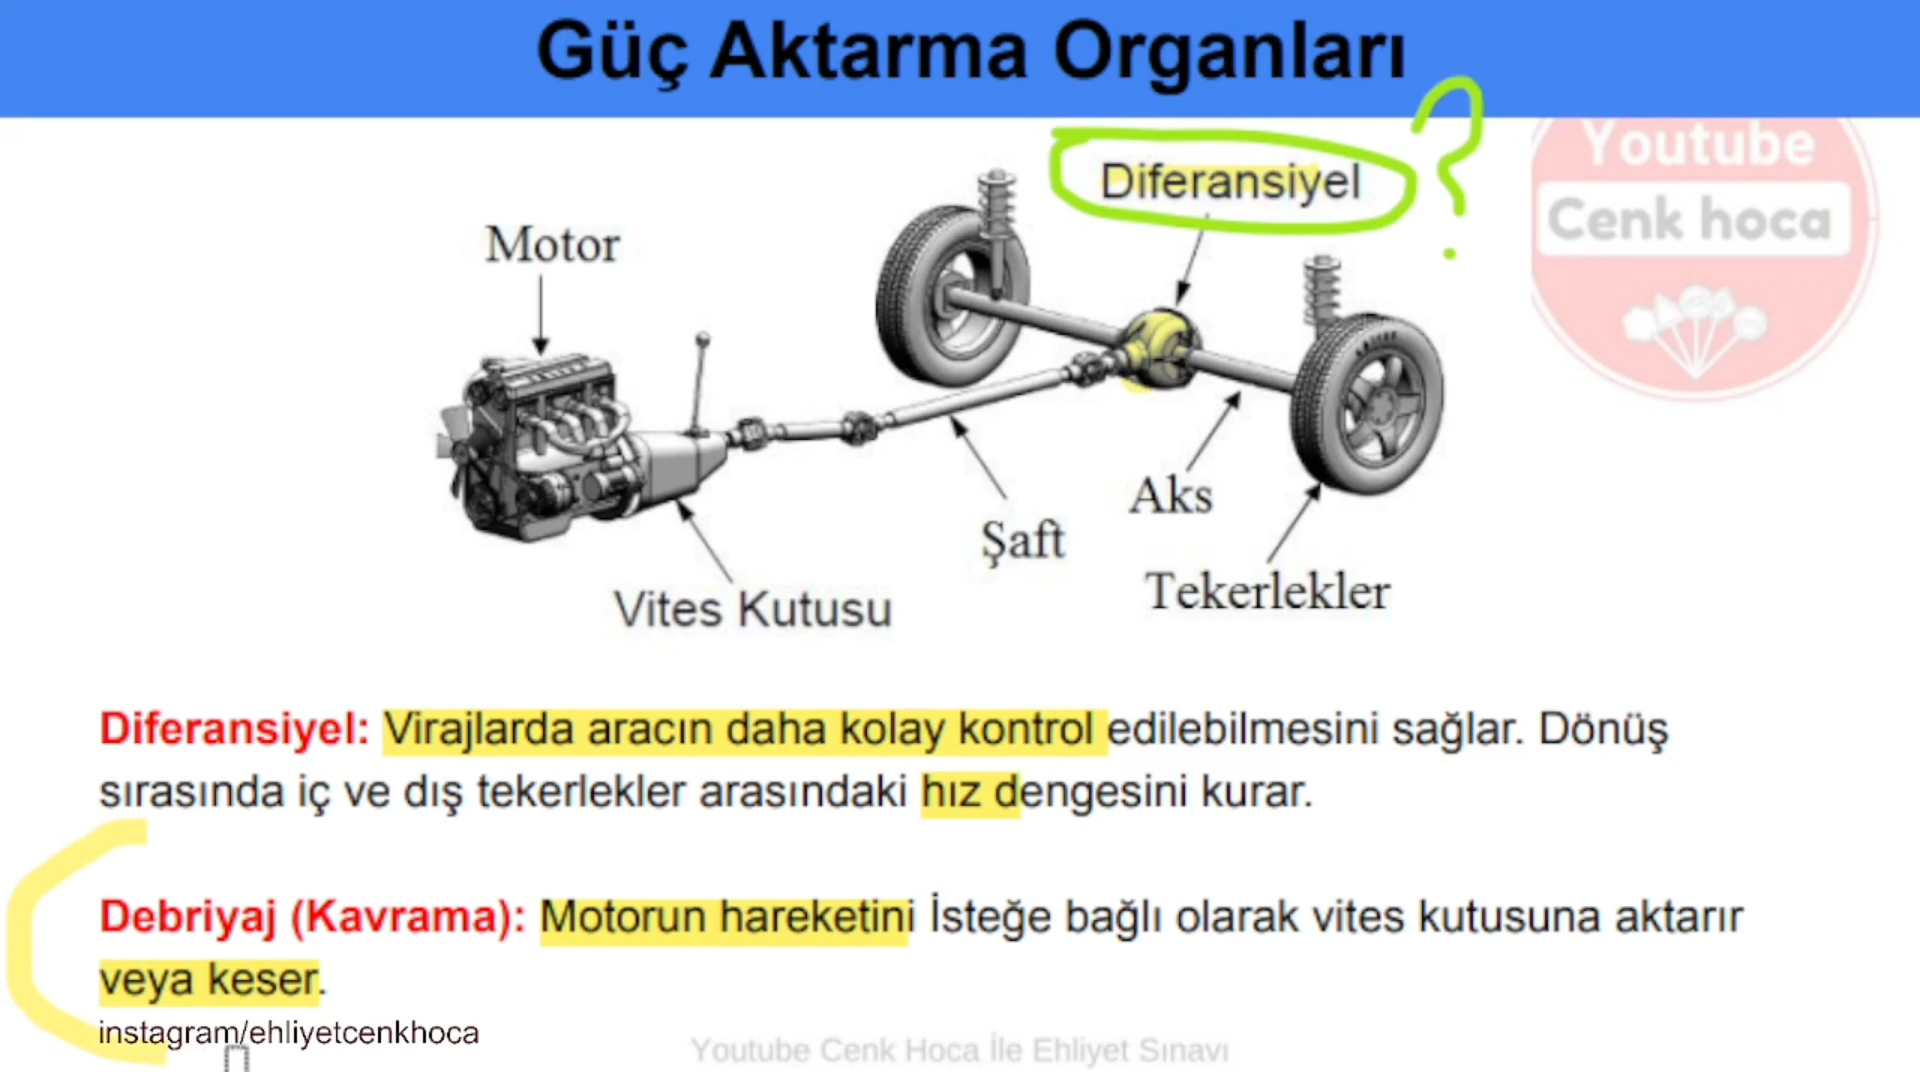 Güç Aktarma Organları
?
Youtube
Cenk hoca
Diferansiyel
Motor
Aks
Şaft
Tekerlekler
Vites Kutusu
Diferansiyel: Virajlarda aracın daha kolay kontrol edilebilmesini sağlar. Dönüş
sırasında iç ve dış tekerlekler arasındaki hız dengesini kurar.
Debriyaj (Kavrama): Motorun hareketini İsteğe bağlı olarak vites kutusuna aktarır
veya keser.
instagram/ehliyetcenkhoca
Youtube Cenk Hoca İle Ehliyet Sınavı